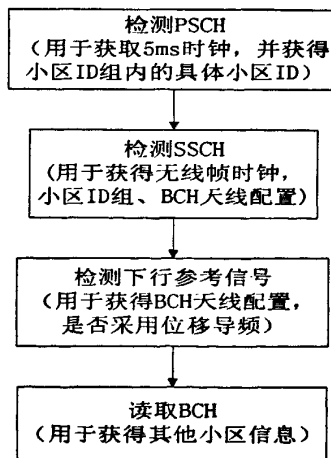 检测PSCH
(用于获取5ms时钟,并获得
小区ID组内的具体小区ID)
检测SSCH
(用于获得无线帧时钟,
小区ID组、BCH天线配置)
检测下行参考信号
(用于获得BCH天线配置,
是否采用位移导频)
读取BCH
(用于获得其他小区信息)